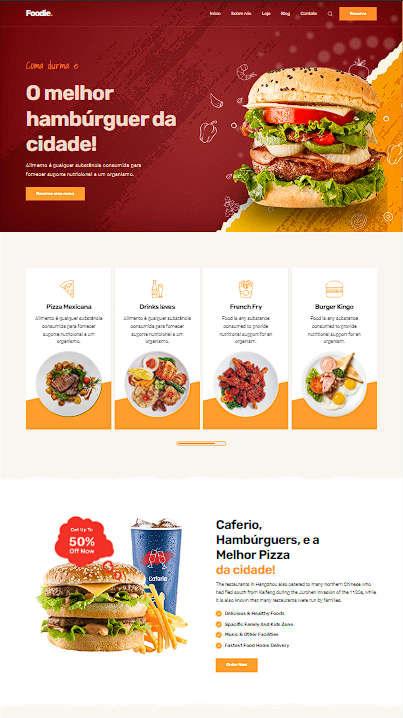 Foodie.
Início Sobre nós Loja Blog Contato Reserva
Coma durma e
O melhor
hambúrguer da
cidade!
Alimento é qualquer substância consumida para
fornecer suporte nutricional a um organismo.
Reserve uma mesa
Pizza Mexicana
Alimento é qualquer substância
consumida para fornecer
suporte nutricional a um
organismo.
Drinks leves
Alimento é qualquer substância
consumida para fornecer
suporte nutricional a um
organismo.
French Fry
Food is any substance
consumed to provide
nutritional support for an
organism.
Burger Kingo
Food is any substance
consumed to provide
nutritional support for an
organism.
Get Up To
50%
Off Now
Caferio,
Hambúrguers, e a
Melhor Pizza
da cidade!
The restaurants in Hangzhou also catered to many northern Chinese who
had fled south from Kaifeng during the Jurchen invasion of the 1120s, while
it is also known that many restaurants were run by families.
Delicious & Healthy Foods
Spacific Family And Kids Zone
Music & Other Facilities
Fastest Food Home Delivery
Order Now